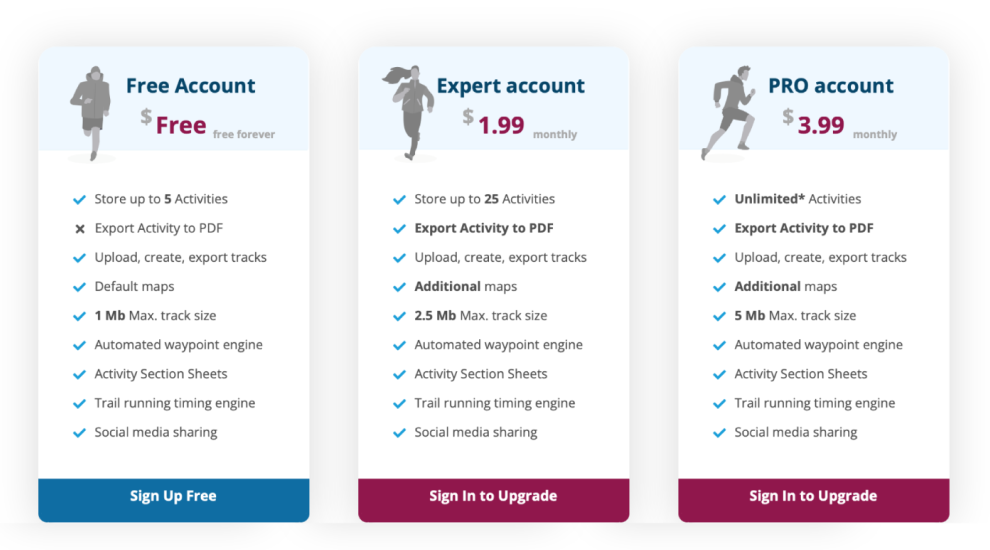 Free Account
$ Free free forever
✓ Store up to 5 Activities
✕ Export Activity to PDF
✓ Upload, create, export tracks
✓ Default maps
✓ 1 Mb Max. track size
✓ Automated waypoint engine
✓ Activity Section Sheets
✓ Trail running timing engine
✓ Social media sharing
Sign Up Free
Expert account
$ 1.99 monthly
✓ Store up to 25 Activities
✓ Export Activity to PDF
✓ Upload, create, export tracks
✓ Additional maps
✓ 2.5 Mb Max. track size
✓ Automated waypoint engine
✓ Activity Section Sheets
✓ Trail running timing engine
✓ Social media sharing
Sign In to Upgrade
PRO account
$ 3.99 monthly
✓ Unlimited* Activities
✓ Export Activity to PDF
✓ Upload, create, export tracks
✓ Additional maps
✓ 5 Mb Max. track size
✓ Automated waypoint engine
✓ Activity Section Sheets
✓ Trail running timing engine
✓ Social media sharing
Sign In to Upgrade